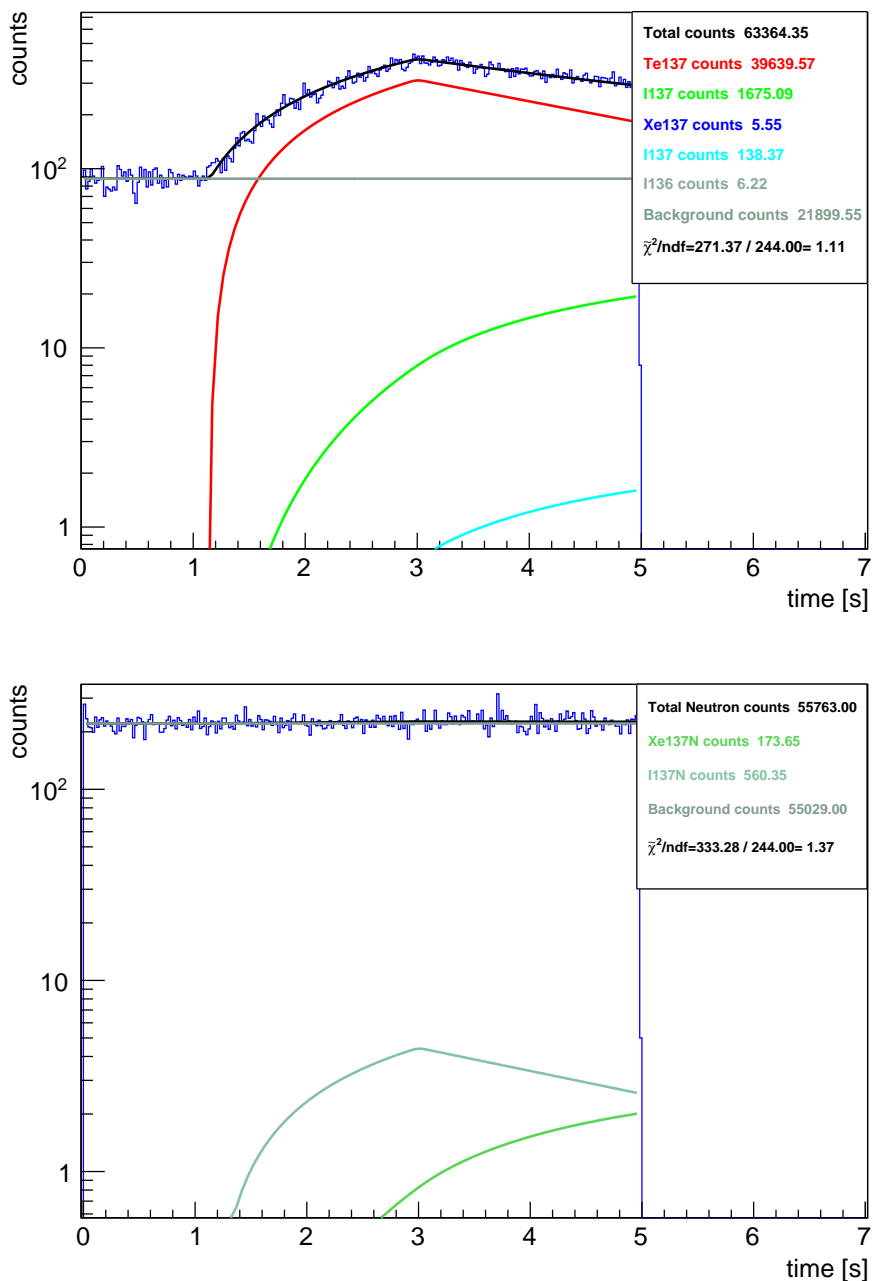 counts
Total counts 63364.35
Te137 counts 39639.57
I137 counts 1675.09
Xe137 counts 5.55
I137 counts 138.37
I136 counts 6.22
Background counts 21899.55
χ̃²/ndf=271.37 / 244.00= 1.11
10²
10
1
0 1 2 3 4 5 6 7
time [s]
counts
Total Neutron counts 55763.00
Xe137N counts 173.65
I137N counts 560.35
Background counts 55029.00
χ̃²/ndf=333.28 / 244.00= 1.37
10²
10
1
0 1 2 3 4 5 6 7
time [s]